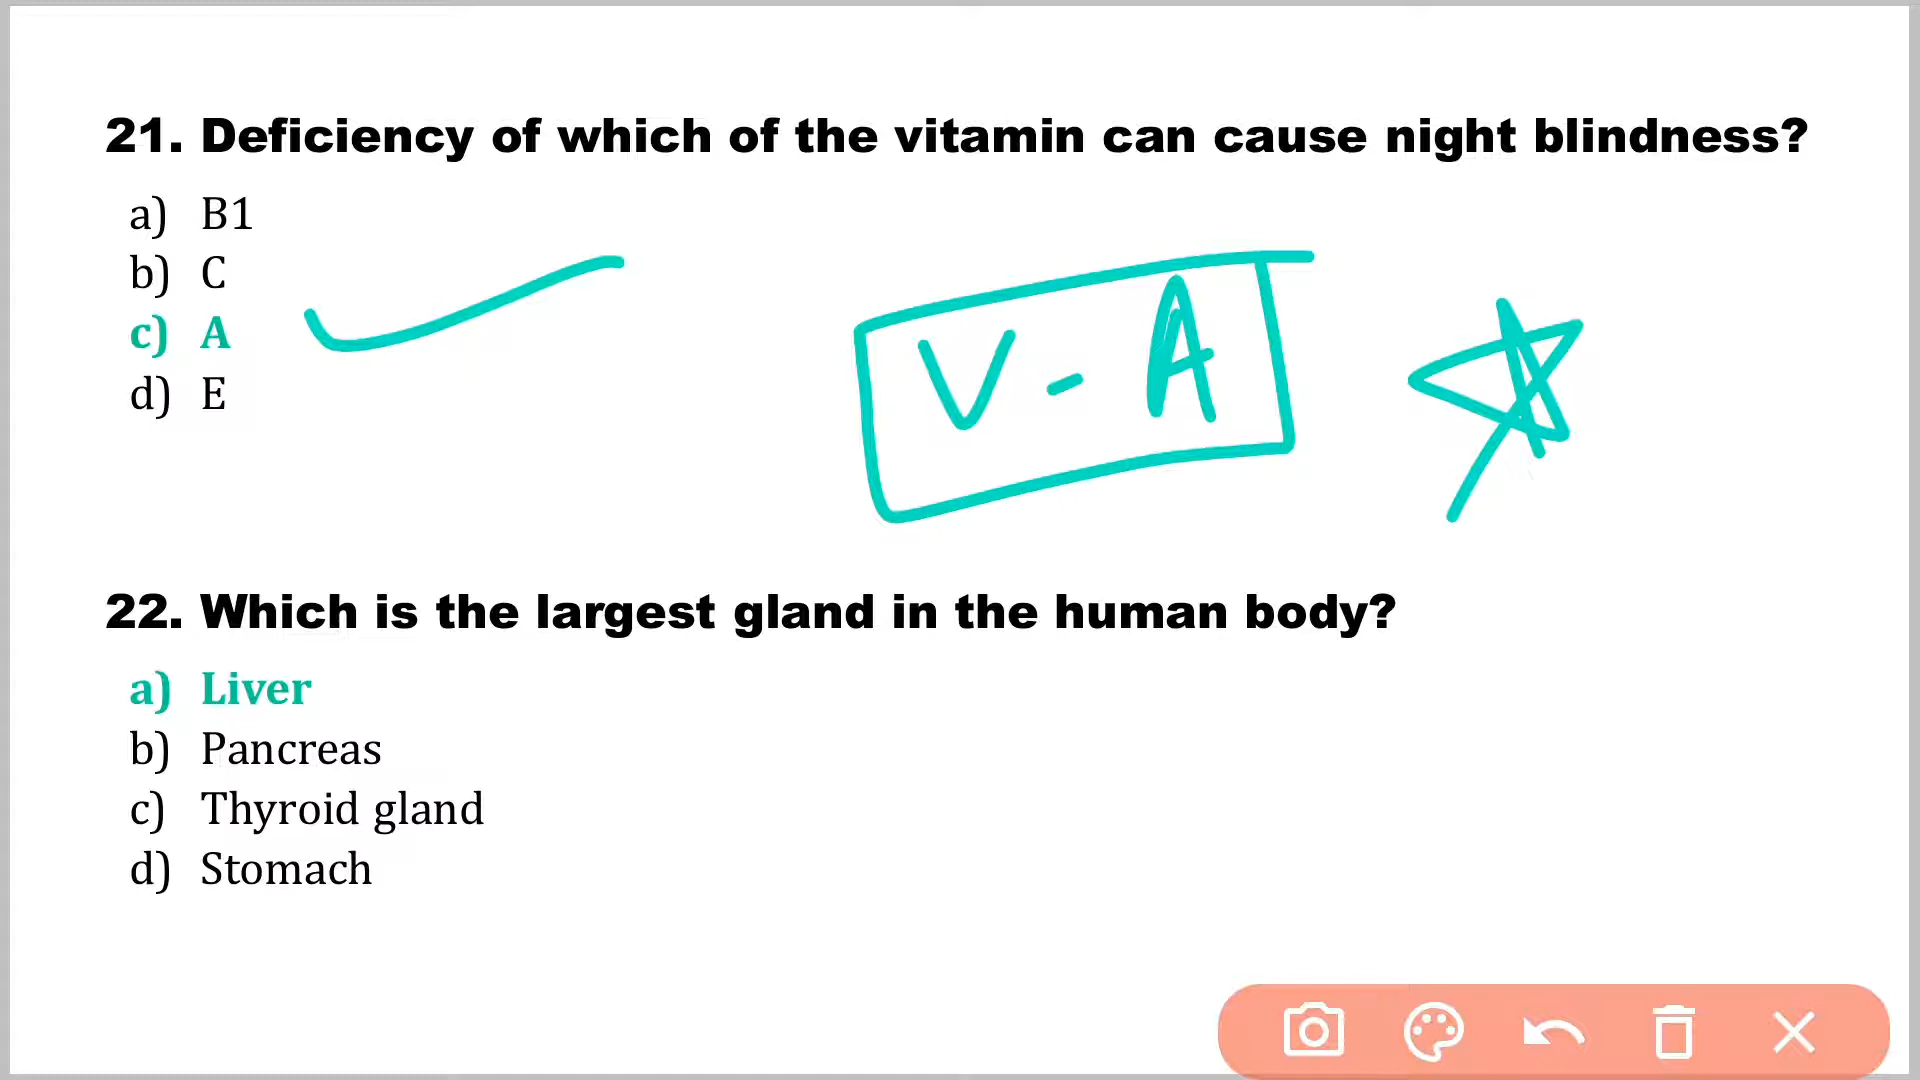 21. Deficiency of which of the vitamin can cause night blindness?
a) B1
b) C
c) A
d) E
V - A
22. Which is the largest gland in the human body?
a) Liver
b) Pancreas
c) Thyroid gland
d) Stomach